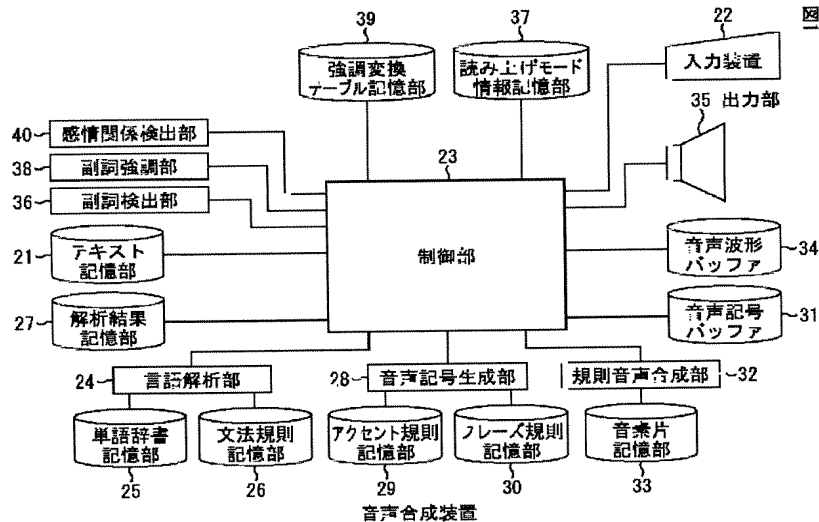 39
37
22
図一
強調変換
テーブル記憶部
読み上げモード
情報記憶部
入力装置
35 出力部
40 感情関係検出部
38 副詞強調部
36 副詞検出部
23
制御部
21 テキスト
記憶部
音声波形
バッファ 34
27 解析結果
記憶部
音声記号
バッファ 31
24 言語解析部
28 音声記号生成部
規則音声合成部 32
単語辞書
記憶部
文法規則
記憶部
アクセント規則
記憶部
フレーズ規則
記憶部
音素片
記憶部
25
26
29
30
33
音声合成装置